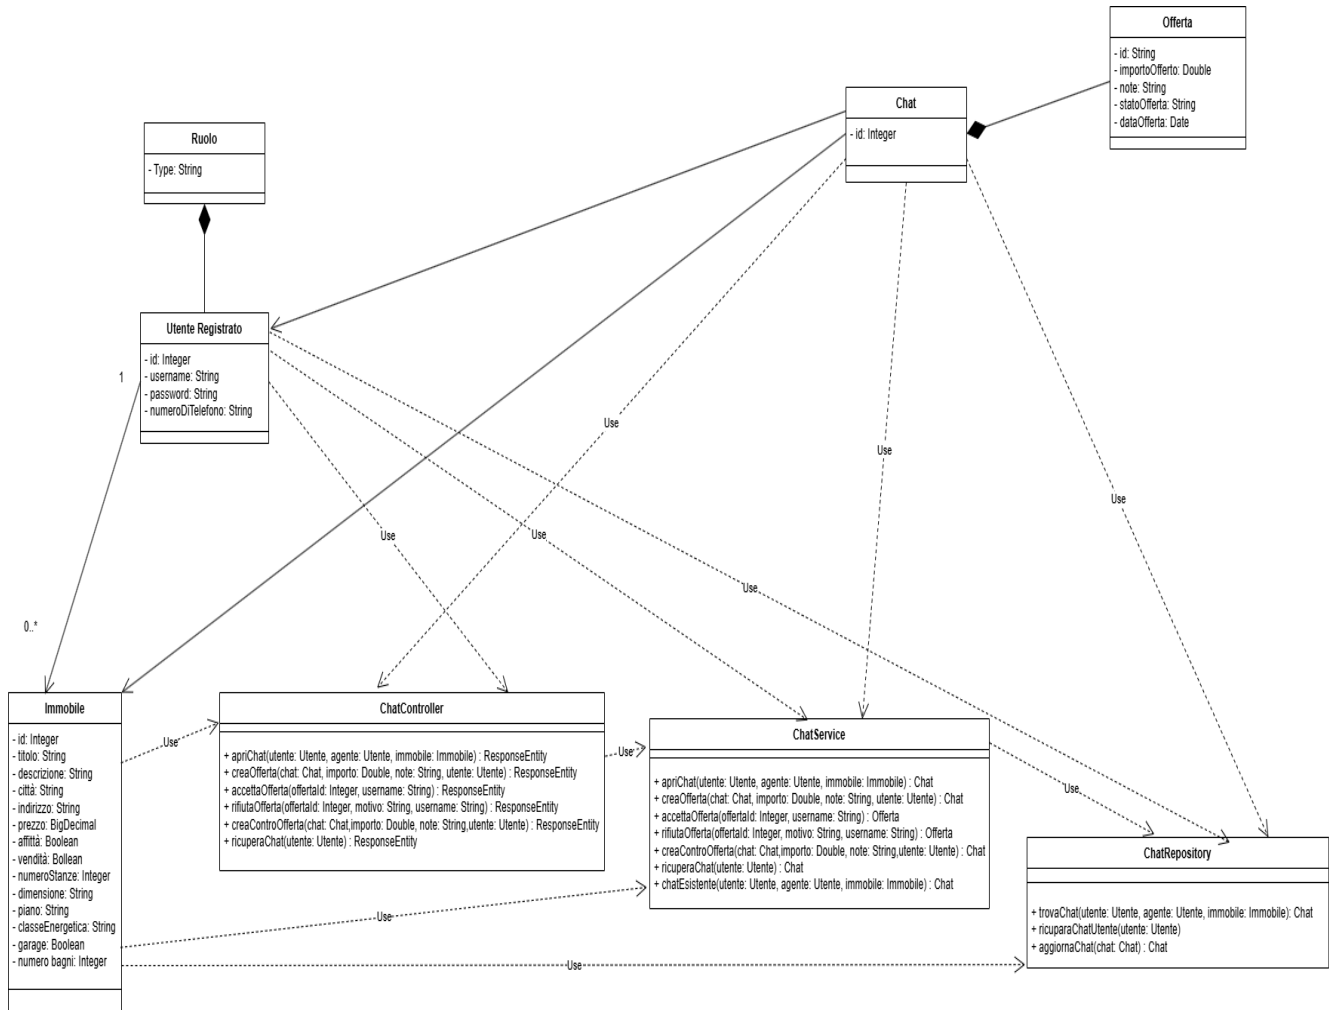 Offerta
- id: String
- importoOfferto: Double
- note: String
- statoOfferta: String
- dataOfferta: Date
Chat
- id: Integer
Ruolo
- Type: String
Utente Registrato
- id: Integer
- username: String
- password: String
- numeroDiTelefono: String
1
0..*
Use
Use
Use
Use
Use
Use
Immobile
- id: Integer
- titolo: String
- descrizione: String
- città: String
- indirizzo: String
- prezzo: BigDecimal
- affittà: Boolean
- vendità: Bollean
- numeroStanze: Integer
- dimensione: String
- piano: String
- classeEnergetica: String
- garage: Boolean
- numero bagni: Integer
Use
ChatController
+ apriChat(utente: Utente, agente: Utente, immobile: Immobile) : ResponseEntity
+ creaOfferta(chat: Chat, importo: Double, note: String, utente: Utente) : ResponseEntity
+ accettaOfferta(offertaId: Integer, username: String) : ResponseEntity
+ rifiutaOfferta(offertaId: Integer, motivo: String, username: String) : ResponseEntity
+ creaControOfferta(chat: Chat,importo: Double, note: String,utente: Utente) : ResponseEntity
+ ricuperaChat(utente: Utente) : ResponseEntity
Use
ChatService
+ apriChat(utente: Utente, agente: Utente, immobile: Immobile) : Chat
+ creaOfferta(chat: Chat, importo: Double, note: String, utente: Utente) : Chat
+ accettaOfferta(offertaId: Integer, username: String) : Offerta
+ rifiutaOfferta(offertaId: Integer, motivo: String, username: String) : Offerta
+ creaControOfferta(chat: Chat,importo: Double, note: String,utente: Utente) : Chat
+ ricuperaChat(utente: Utente) : Chat
+ chatEsistente(utente: Utente, agente: Utente, immobile: Immobile) : Chat
Use
ChatRepository
+ trovaChat(utente: Utente, agente: Utente, immobile: Immobile): Chat
+ ricuparaChatUtente(utente: Utente)
+ aggiornaChat(chat: Chat) : Chat
Use
Use